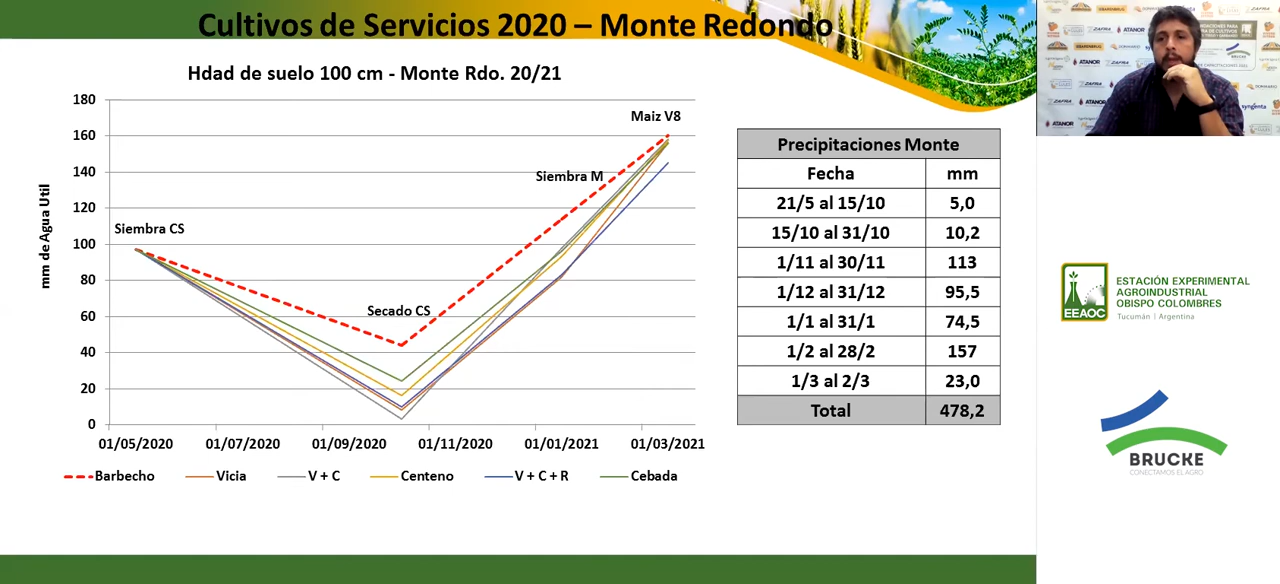 Cultivos de Servicios 2020 – Monte Redondo
Hdad de suelo 100 cm - Monte Rdo. 20/21
mm de Agua Util
180
160
140
120
100
80
60
40
20
0
Siembra CS
Secado CS
Siembra M
Maiz V8
01/05/2020 01/07/2020 01/09/2020 01/11/2020 01/01/2021 01/03/2021
Barbecho Vicia V + C Centeno V + C + R Cebada
Precipitaciones Monte
Fecha mm
21/5 al 15/10 5,0
15/10 al 31/10 10,2
1/11 al 30/11 113
1/12 al 31/12 95,5
1/1 al 31/1 74,5
1/2 al 28/2 157
1/3 al 2/3 23,0
Total 478,2
ZAFRA
ATANOR
syngenta
EEAOC
ESTACIÓN EXPERIMENTAL
AGROINDUSTRIAL
OBISPO COLOMBRES
Tucumán | Argentina
BRUCKE
CONECTAMOS EL AGRO